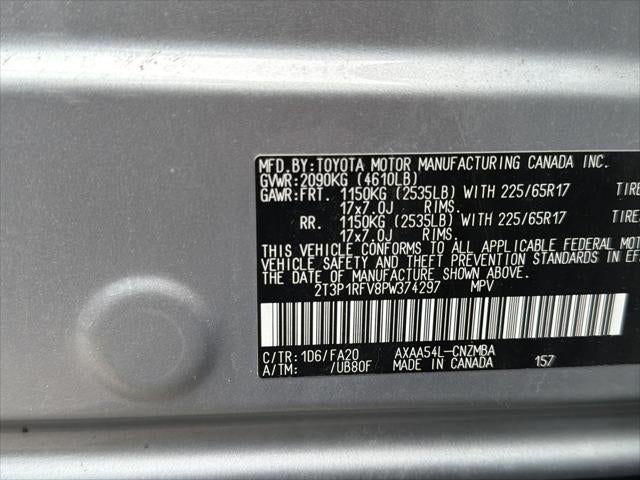 MFD.BY:TOYOTA MOTOR MANUFACTURING CANADA INC.
GVWR:2090KG (4610LB)
GAWR:FRT. 1150KG (2535LB) WITH 225/65R17 TIRE
17x7.0J RIMS.
RR. 1150KG (2535LB) WITH 225/65R17 TIRE
17x7.0J RIMS.
THIS VEHICLE CONFORMS TO ALL APPLICABLE FEDERAL MOT
VEHICLE SAFETY AND THEFT PREVENTION STANDARDS IN EFF
THE DATE OF MANUFACTURE SHOWN ABOVE.
2T3P1RFV8PW374297 MPV
C/TR:1D6/FA20 AXAA54L-CNZMBA
A/TM: /UB80F MADE IN CANADA 157